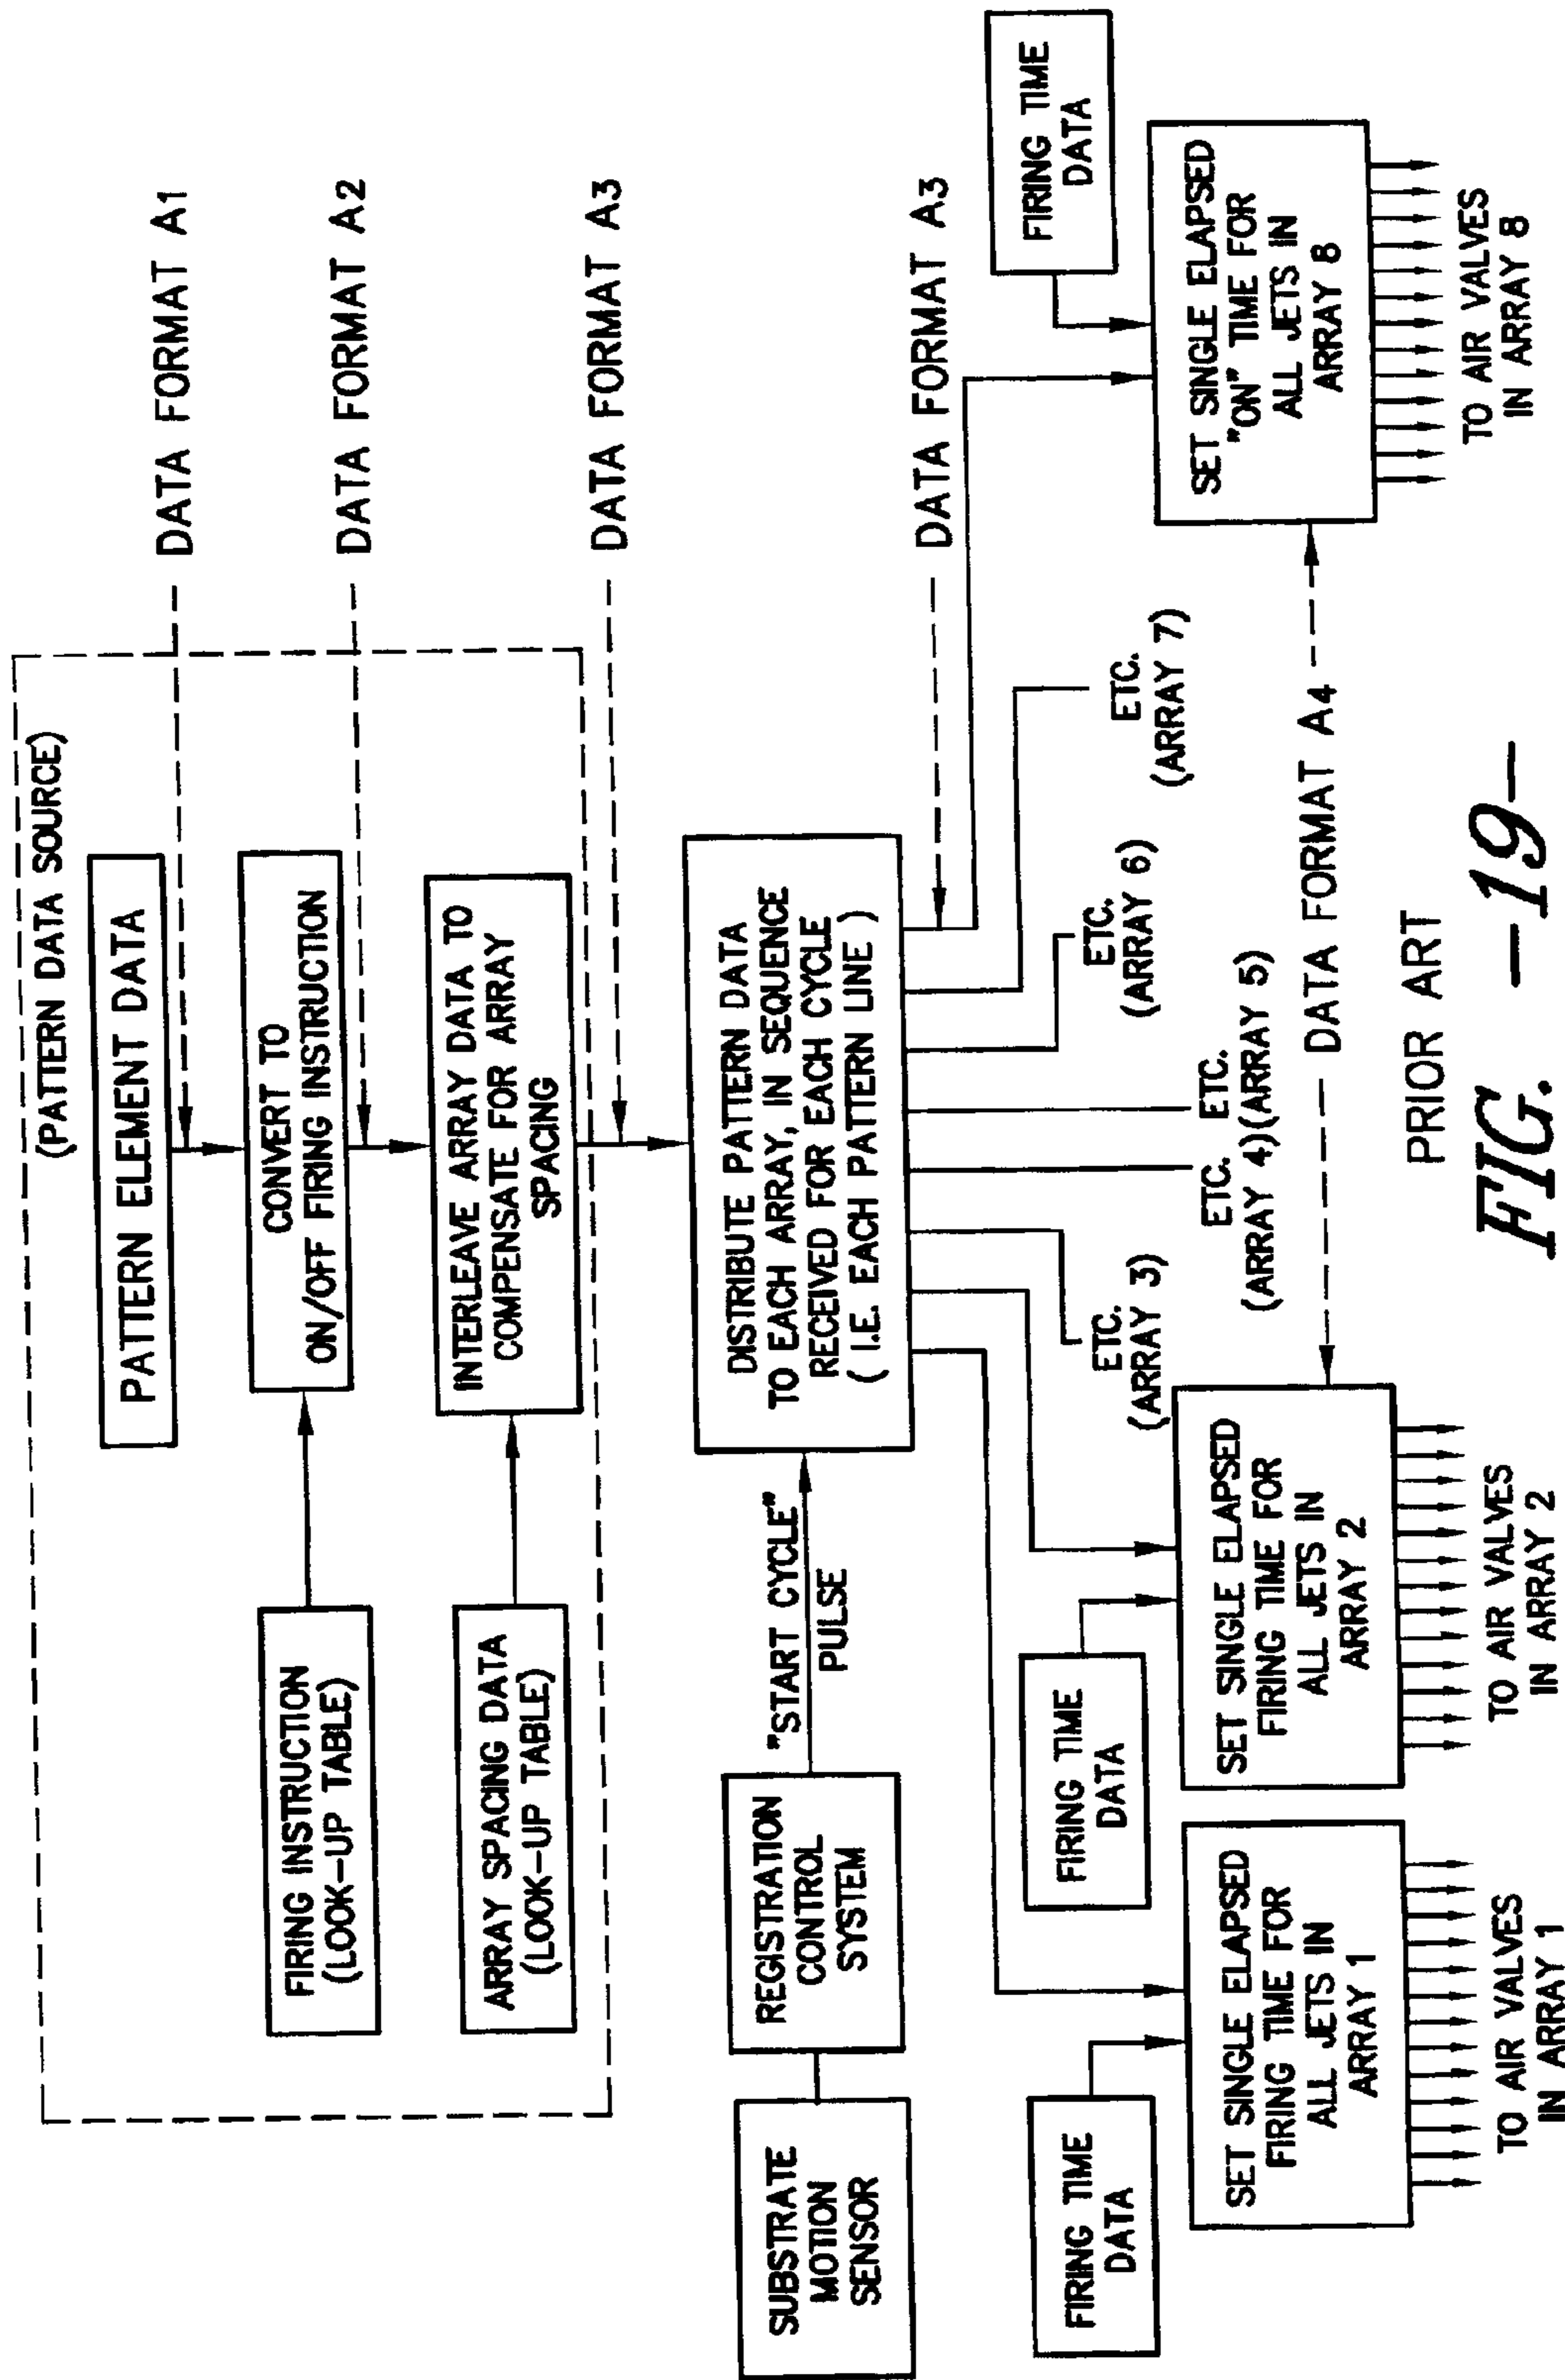 (PATTERN DATA SOURCE)
PATTERN ELEMENT DATA
DATA FORMAT A1
FIRING INSTRUCTION
(LOOK-UP TABLE)
CONVERT TO
ON/OFF FIRING INSTRUCTION
DATA FORMAT A2
ARRAY SPACING DATA
(LOOK-UP TABLE)
INTERLEAVE ARRAY DATA TO
COMPENSATE FOR ARRAY
SPACING
DATA FORMAT A3
SUBSTRATE
MOTION
SENSOR
REGISTRATION
CONTROL
SYSTEM
"START CYCLE"
PULSE
DISTRIBUTE PATTERN DATA
TO EACH ARRAY, IN SEQUENCE
RECEIVED FOR EACH CYCLE
( I.E. EACH PATTERN LINE )
DATA FORMAT A3
FIRING TIME
DATA
FIRING TIME
DATA
ETC.
(ARRAY 3)
ETC.
(ARRAY 4)
ETC.
(ARRAY 5)
ETC.
(ARRAY 6)
ETC.
(ARRAY 7)
FIRING TIME
DATA
SET SINGLE ELAPSED
FIRING TIME FOR
ALL JETS IN
ARRAY 1
SET SINGLE ELAPSED
FIRING TIME FOR
ALL JETS IN
ARRAY 2
DATA FORMAT A4
SET SINGLE ELAPSED
"ON" TIME FOR
ALL JETS IN
ARRAY 8
TO AIR VALVES
IN ARRAY 1
TO AIR VALVES
IN ARRAY 2
TO AIR VALVES
IN ARRAY 8
PRIOR ART
FIG. -19-